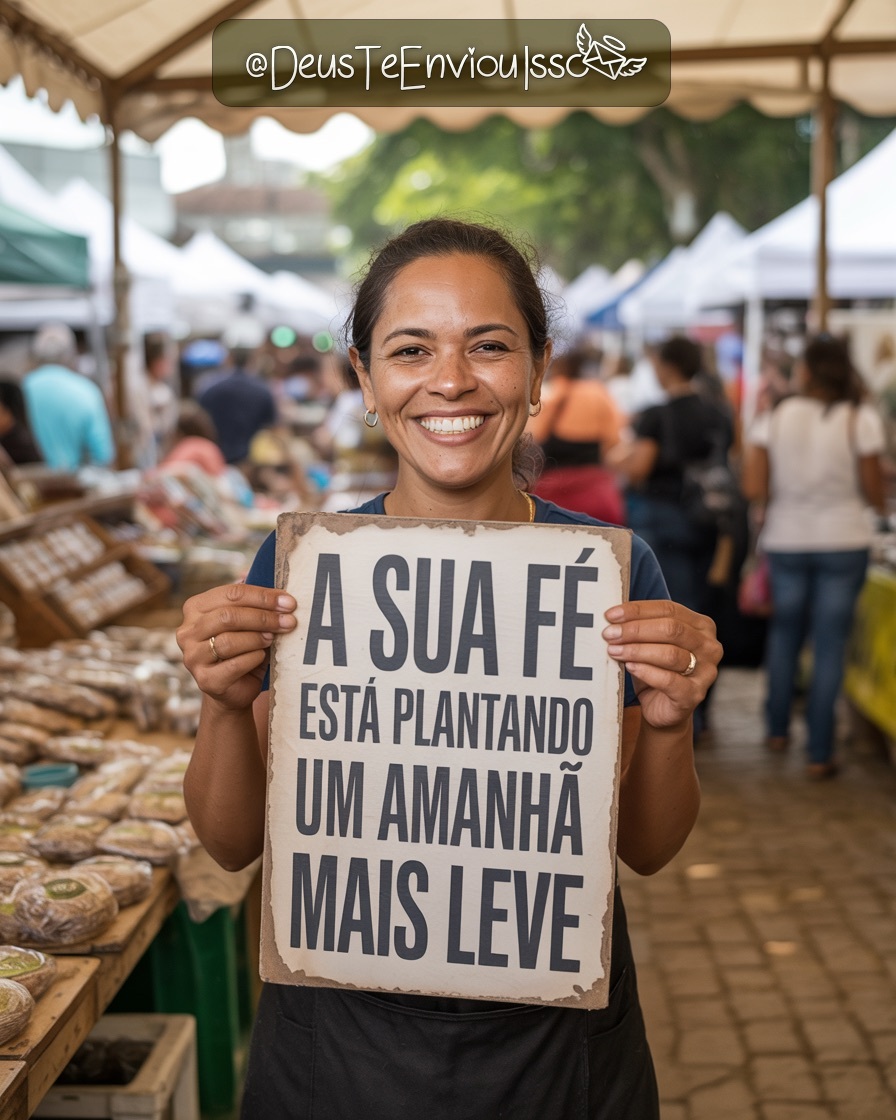 @DeusTeEnviouIsso
A SUA FÉ
ESTÁ PLANTANDO
UM AMANHÃ
MAIS LEVE